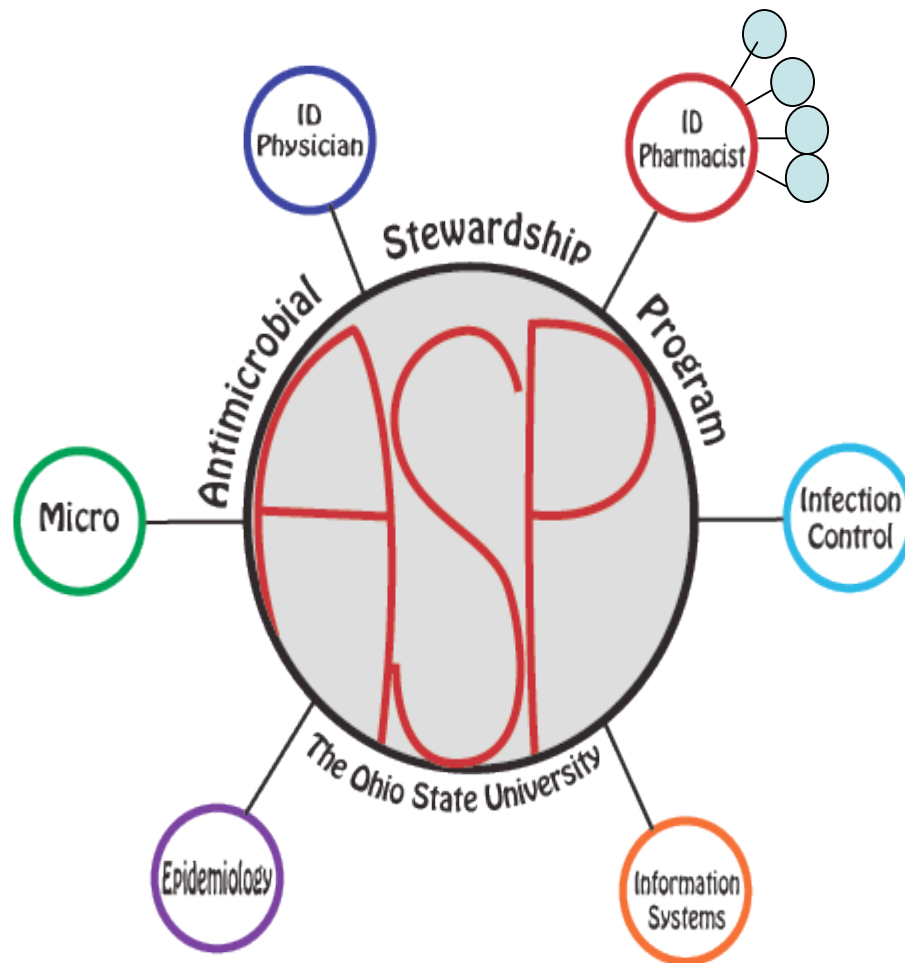 ID
Physician
ID
Pharmacist
Antimicrobial Stewardship Program
ASP
Micro
Infection
Control
The Ohio State University
Epidemiology
Information
Systems